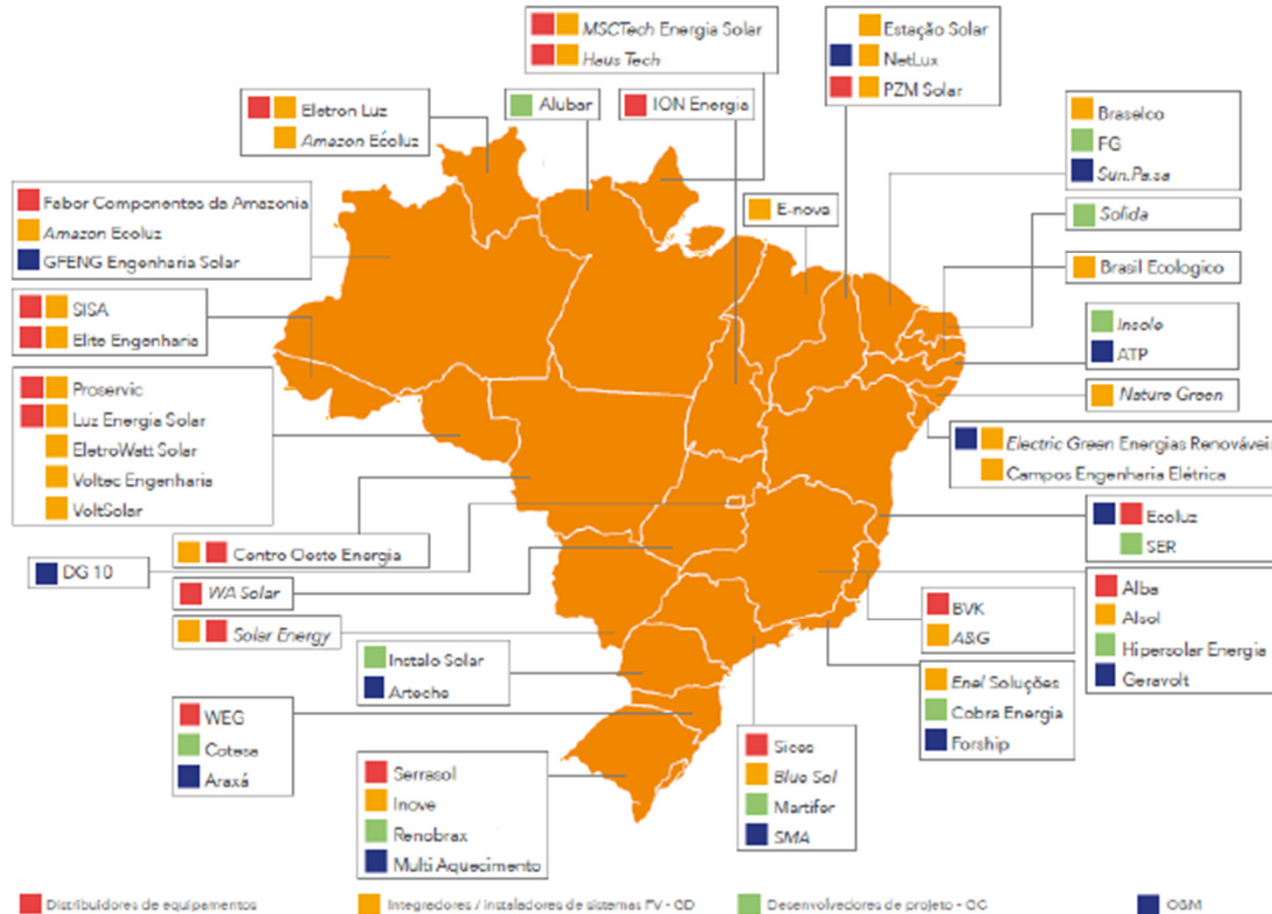 MSCTech Energia Solar
Haus Tech
Estação Solar
NetLux
PZM Solar
Eletron Luz
Amazon Ecoluz
Alubar
ION Energia
Braselco
FG
Sun.Pa.sa
Fabor Componentes da Amazonia
Amazon Ecoluz
GFENG Engenharia Solar
E-nova
Solida
Brasil Ecologico
SISA
Elite Engenharia
Insole
ATP
Proservic
Luz Energia Solar
EletroWatt Solar
Voltec Engenharia
VoltSolar
Nature Green
Electric Green Energias Renováveis
Campos Engenharia Elétrica
Ecoluz
SER
Centro Oeste Energia
DG 10
WA Solar
Solar Energy
BVK
A&G
Alba
Alsol
Hipersolar Energia
Geravolt
Instalo Solar
Arteche
Enel Soluções
Cobra Energia
Forship
WEG
Cotesa
Araxá
Serrasol
Inove
Renobrax
Multi Aquecimento
Sices
Blue Sol
Martifer
SMA
Distribuidores de equipamentos
Integradores / instaladores de sistemas FV - GD
Desenvolvedores de projeto - GC
O&M